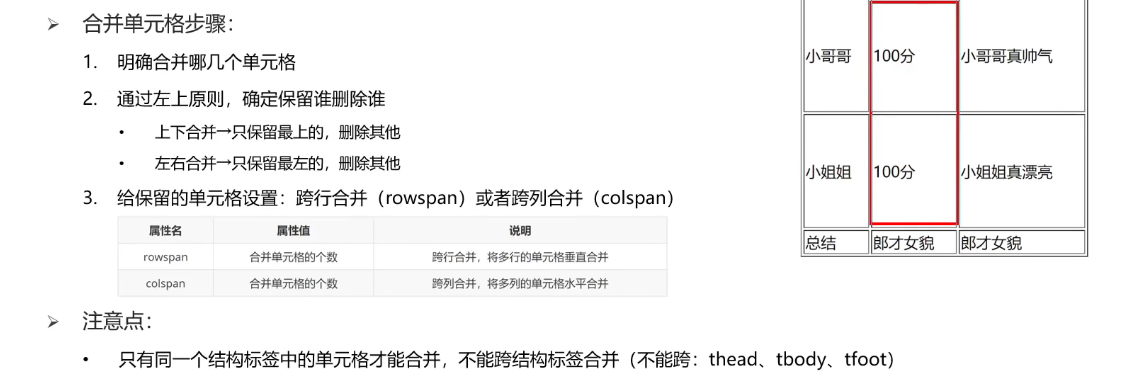 合并单元格步骤：
1. 明确合并哪几个单元格
2. 通过左上原则，确定保留谁删除谁
• 上下合并→只保留最上的，删除其他
• 左右合并→只保留最左的，删除其他
3. 给保留的单元格设置：跨行合并（rowspan）或者跨列合并（colspan）
属性名 属性值 说明
rowspan 合并单元格的个数 跨行合并，将多行的单元格垂直合并
colspan 合并单元格的个数 跨列合并，将多列的单元格水平合并
注意点：
• 只有同一个结构标签中的单元格才能合并，不能跨结构标签合并（不能跨：thead、tbody、tfoot）
小哥哥 100分 小哥哥真帅气
小姐姐 100分 小姐姐真漂亮
总结 郎才女貌 郎才女貌